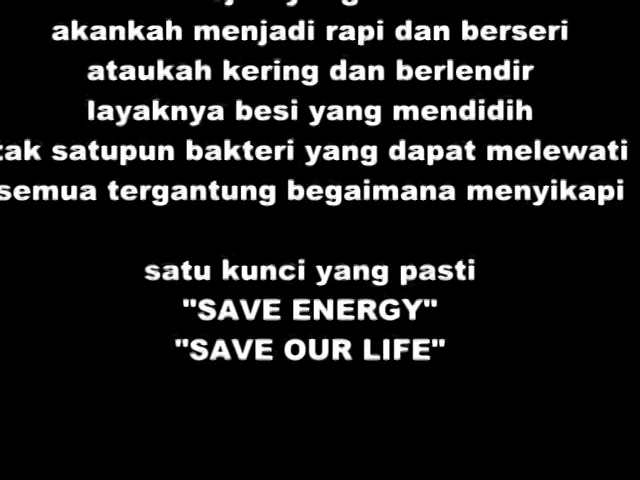 akankah menjadi rapi dan berseri
ataukah kering dan berlendir
layaknya besi yang mendidih
tak satupun bakteri yang dapat melewati
semua tergantung begaimana menyikapi
satu kunci yang pasti
"SAVE ENERGY"
"SAVE OUR LIFE"